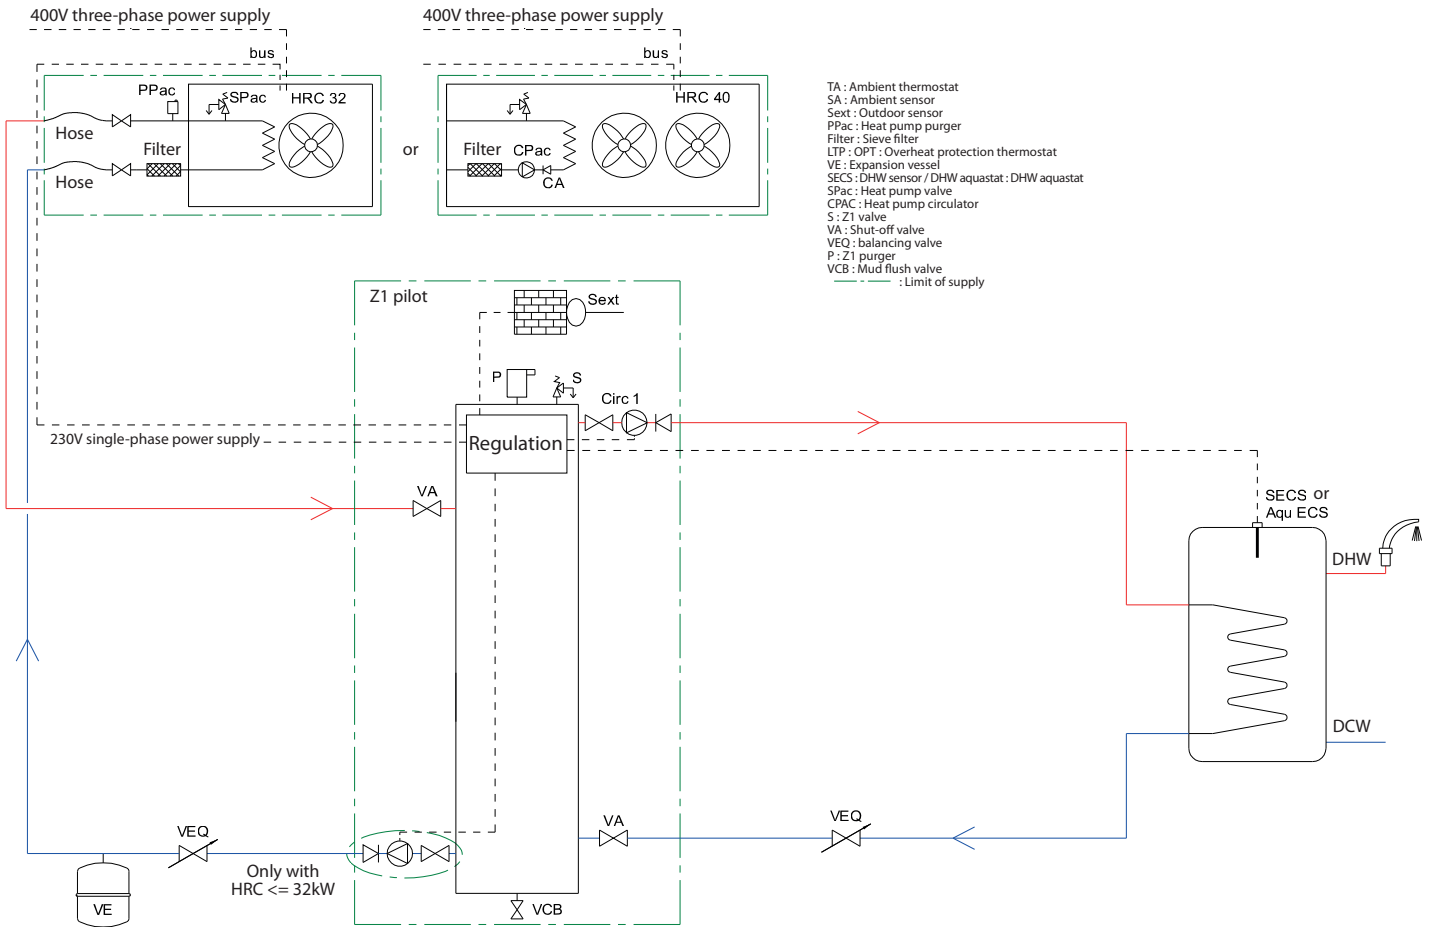 400V three-phase power supply
400V three-phase power supply
bus
bus
PPac
SPac
HRC 32
HRC 40
Hose
Filter
Hose
or
Filter
CPac
CA
TA : Ambient thermostat
SA : Ambient sensor
Sext : Outdoor sensor
PPac : Heat pump purger
Filter : Sieve filter
LTP : OPT : Overheat protection thermostat
VE : Expansion vessel
SECS : DHW sensor / DHW aquastat : DHW aquastat
SPac : Heat pump valve
CPAC : Heat pump circulator
S : Z1 valve
VA : Shut-off valve
VEQ : balancing valve
P : Z1 purger
VCB : Mud flush valve
: Limit of supply
Z1 pilot
Sext
P
S
Circ 1
230V single-phase power supply
Regulation
VA
SECS or
Aqu ECS
DHW
DCW
VEQ
VA
VEQ
Only with
HRC <= 32kW
VE
VCB